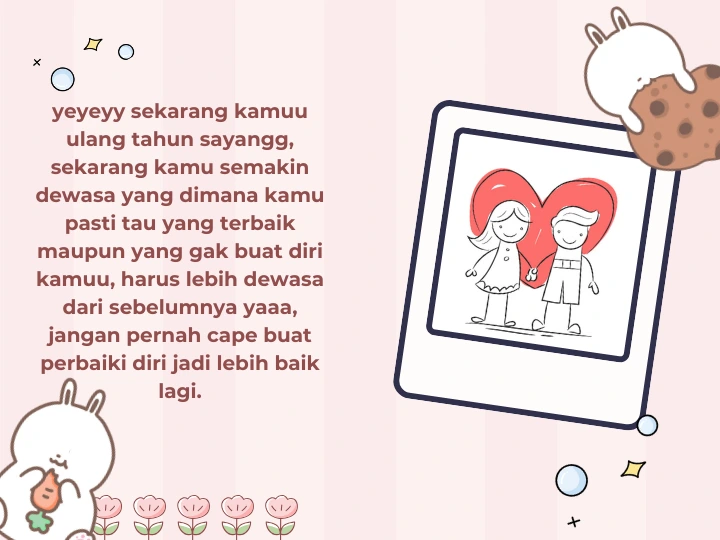 yeyeyy sekarang kamuu
ulang tahun sayangg,
sekarang kamu semakin
dewasa yang dimana kamu
pasti tau yang terbaik
maupun yang gak buat diri
kamuu, harus lebih dewasa
dari sebelumnya yaaa,
jangan pernah cape buat
perbaiki diri jadi lebih baik
lagi.